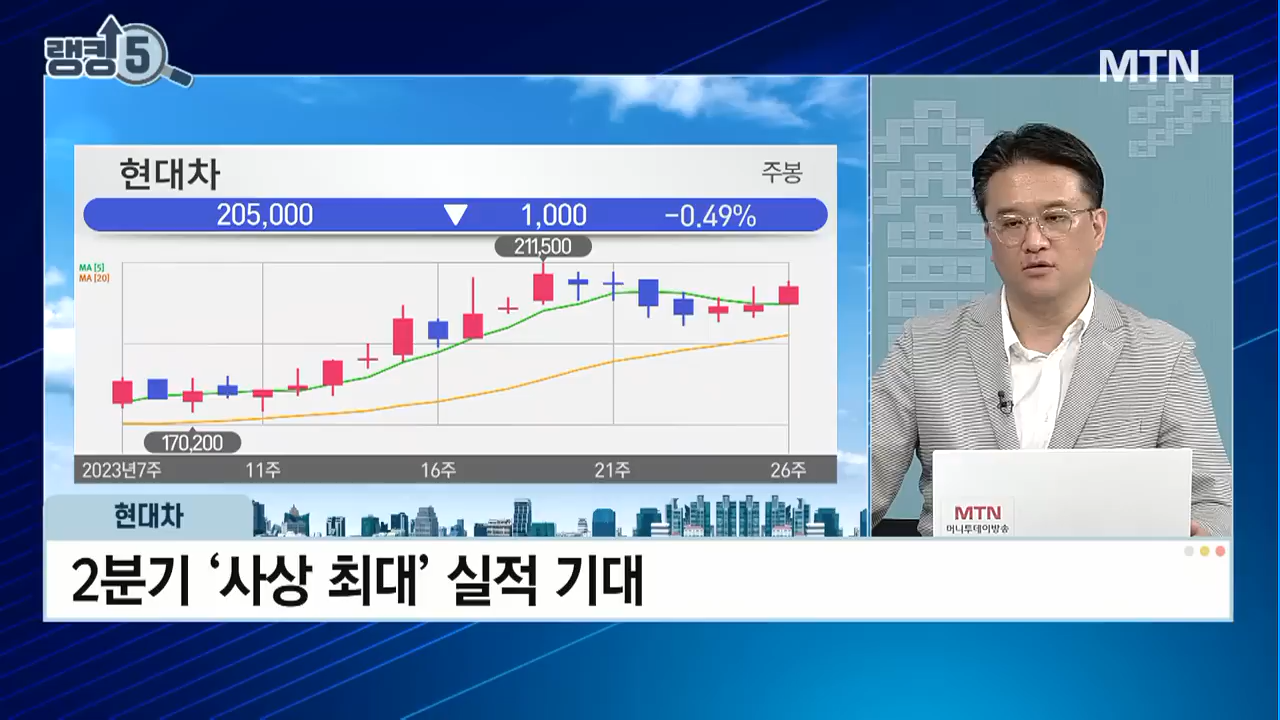 랭킹5
MTN
현대차
주봉
205,000 ▼ 1,000 -0.49%
211,500
MA [5]
MA [20]
170,200
2023년7주 11주 16주 21주 26주
MTN
머니투데이방송
현대차
2분기 ‘사상 최대’ 실적 기대